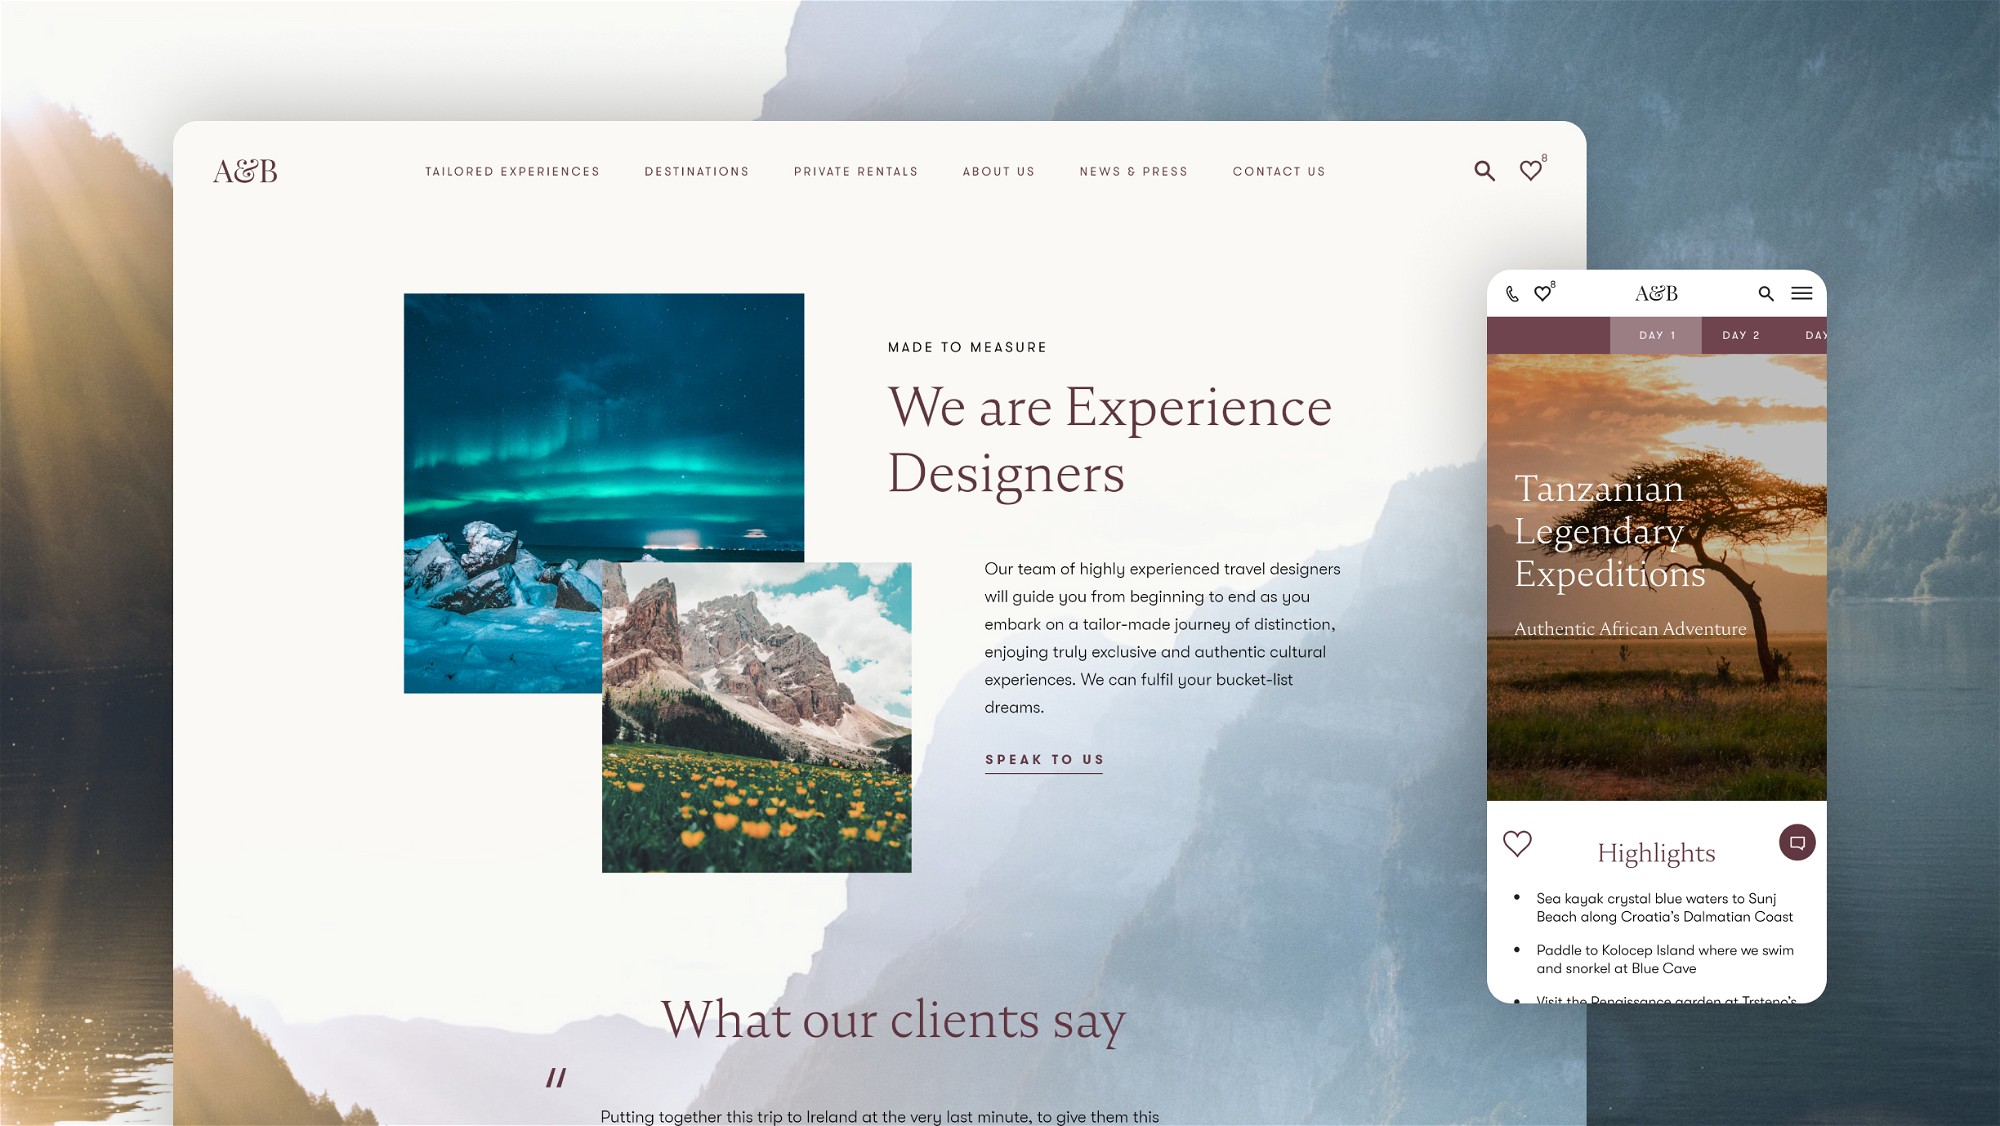 A&B
TAILORED EXPERIENCES
DESTINATIONS
PRIVATE RENTALS
ABOUT US
NEWS & PRESS
CONTACT US
8
MADE TO MEASURE
We are Experience
Designers
Our team of highly experienced travel designers
will guide you from beginning to end as you
embark on a tailor-made journey of distinction,
enjoying truly exclusive and authentic cultural
experiences. We can fulfil your bucket-list
dreams.
SPEAK TO US
What our clients say
"
Putting together this trip to Ireland at the very last minute, to give them this
8
A&B
DAY 1
DAY 2
DAY
Tanzanian
Legendary
Expeditions
Authentic African Adventure
Highlights
• Sea kayak crystal blue waters to Sunj
Beach along Croatia's Dalmatian Coast
• Paddle to Kolocep Island where we swim
and snorkel at Blue Cave
• Visit the Renaissance garden at Trsteno's